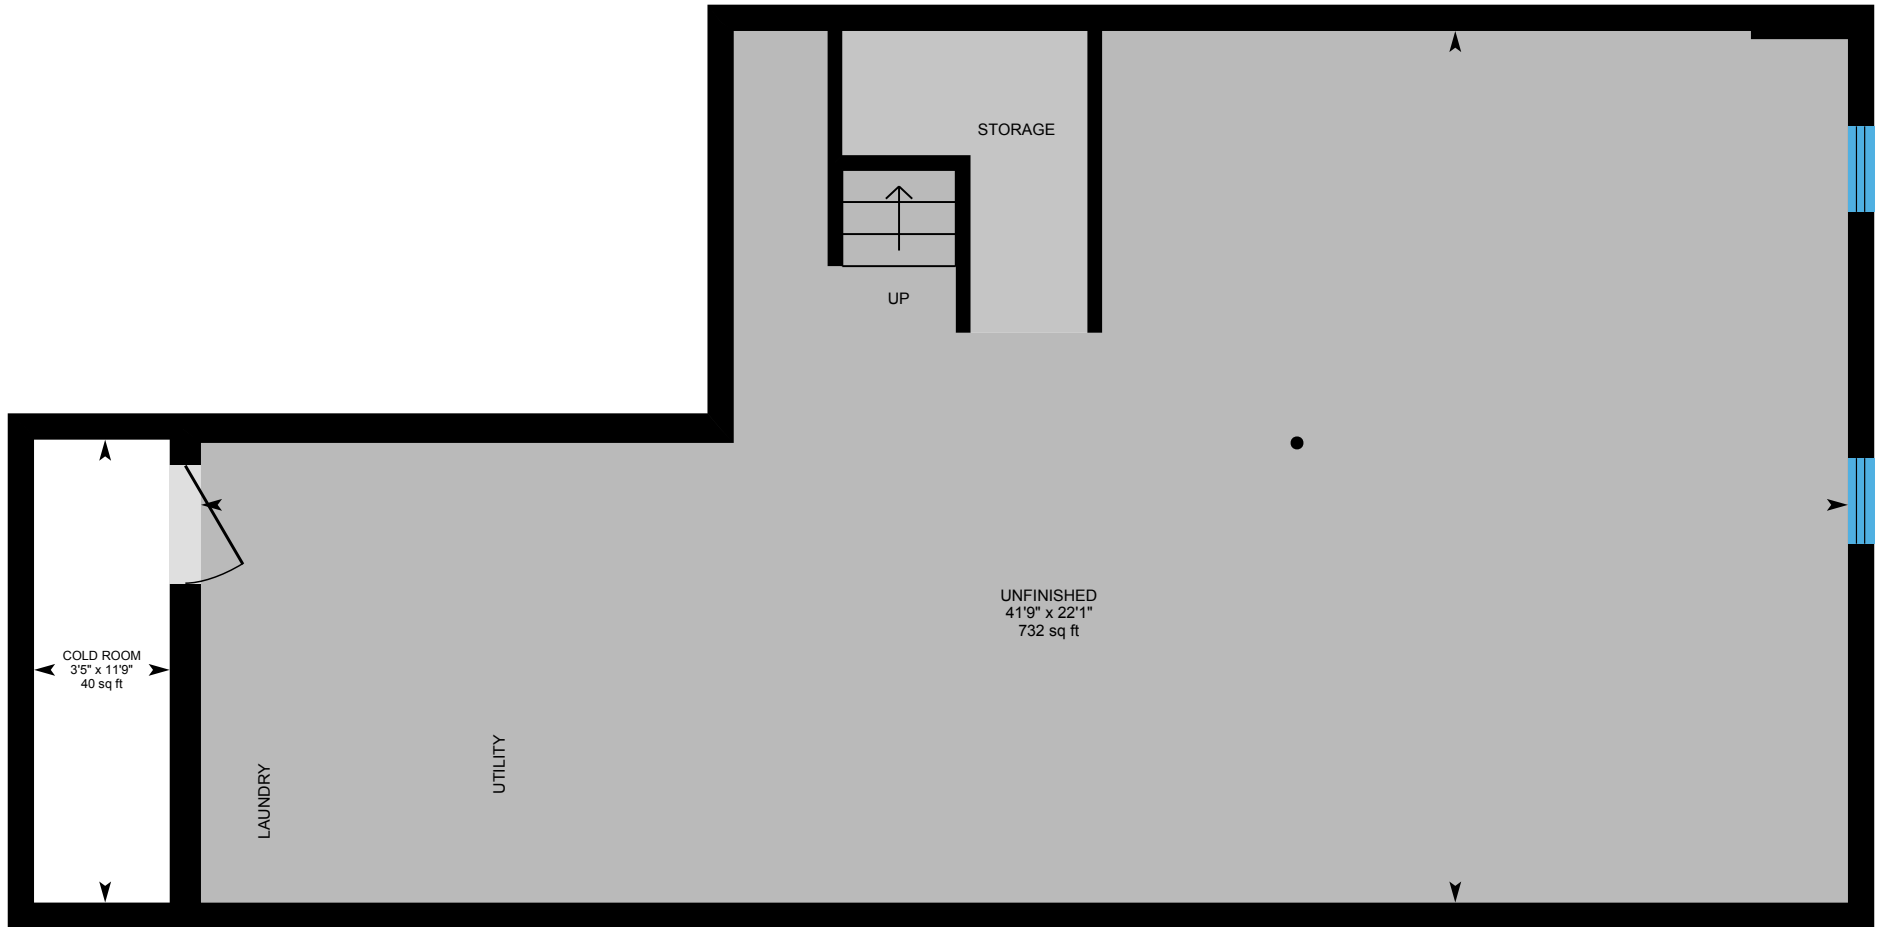 STORAGE
UP
UNFINISHED
41'9" x 22'1"
732 sq ft
COLD ROOM
3'5" x 11'9"
40 sq ft
UTILITY
LAUNDRY